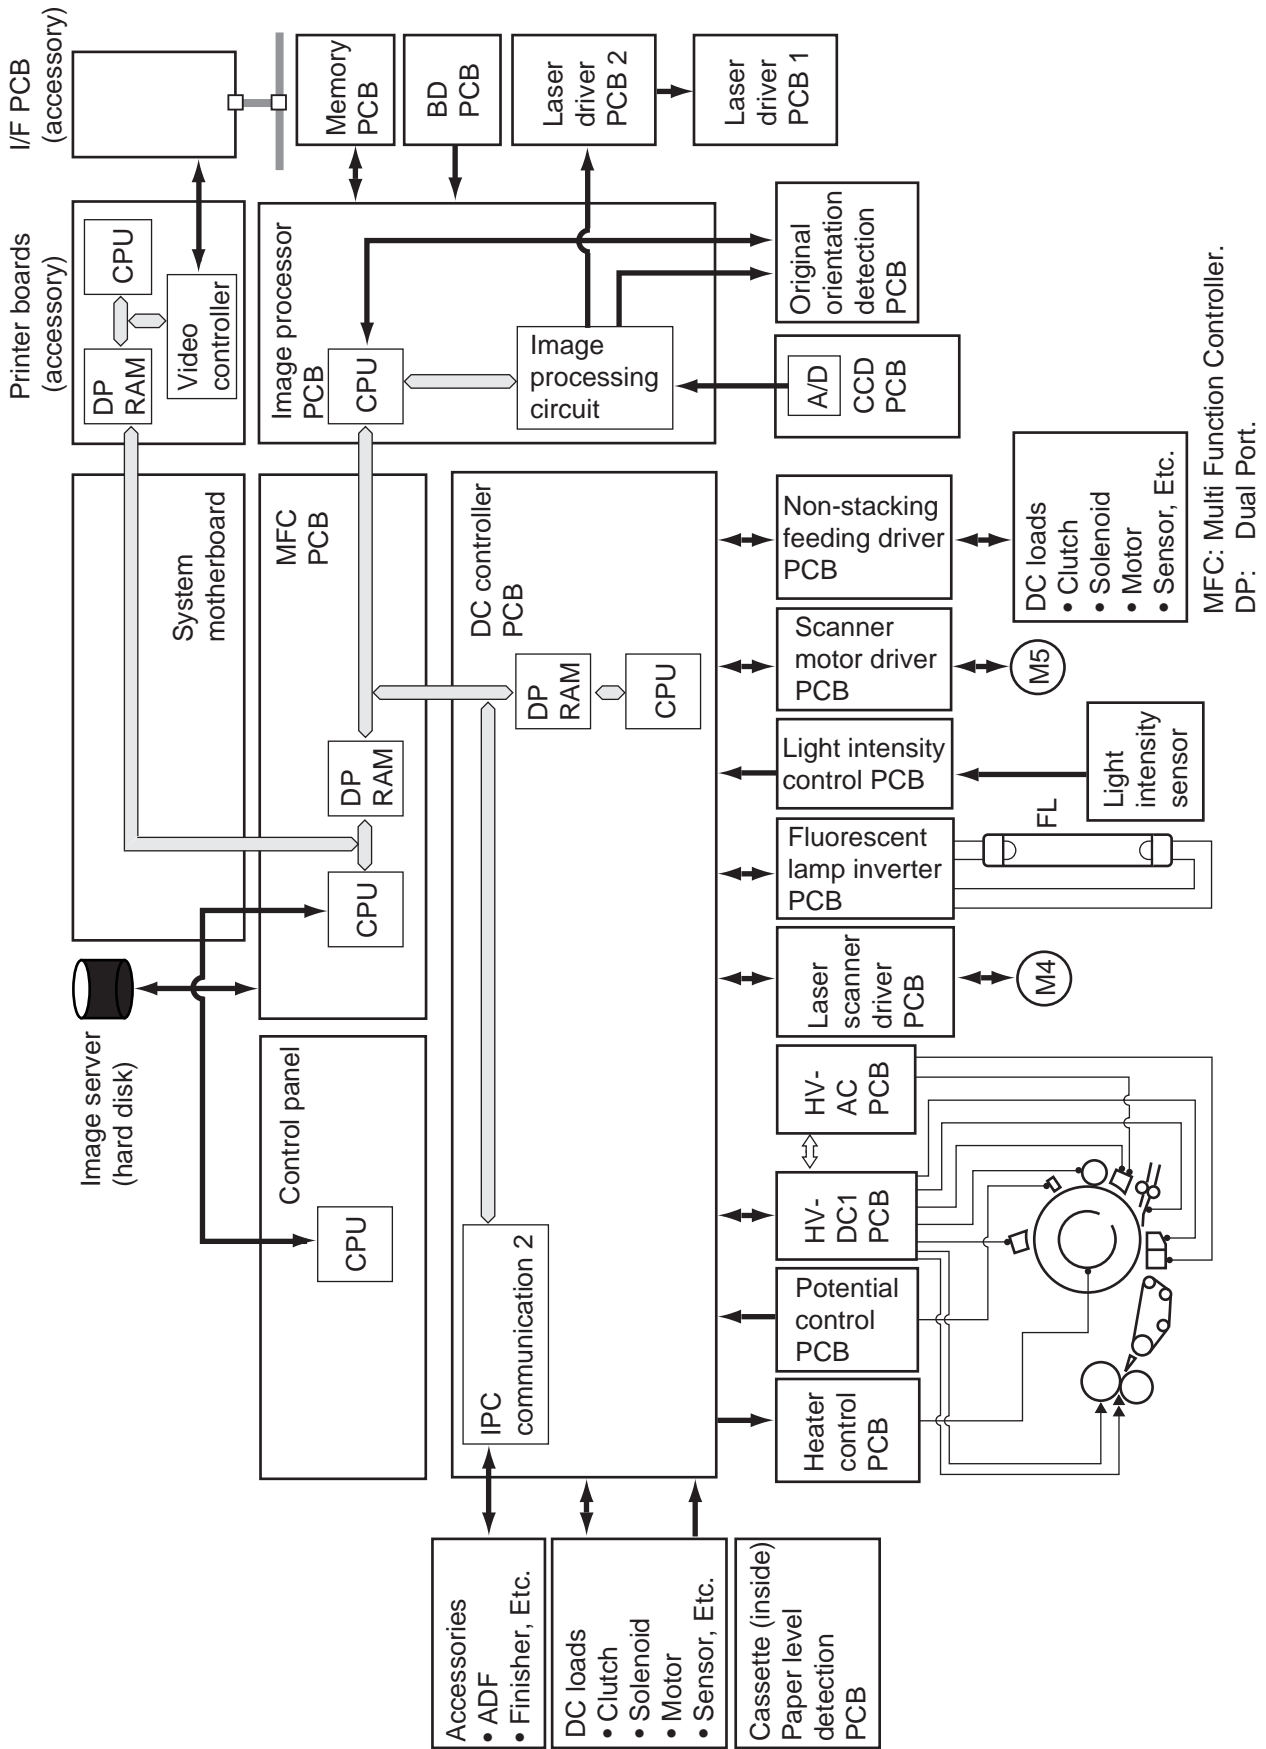 Image server
(hard disk)
Printer boards
(accessory)
I/F PCB
(accessory)
System
motherboard
DP
RAM
CPU
Video
controller
Control panel
CPU
MFC
PCB
CPU
DP
RAM
Image processor
PCB
CPU
Image
processing
circuit
Memory
PCB
BD
PCB
Laser
driver
PCB 2
Laser
driver
PCB 1
Accessories
• ADF
• Finisher, Etc.
DC loads
• Clutch
• Solenoid
• Motor
• Sensor, Etc.
Cassette (inside)
Paper level
detection
PCB
IPC
communication 2
DC controller
PCB
DP
RAM
CPU
Heater
control
PCB
Potential
control
PCB
HV-
DC1
PCB
HV-
AC
PCB
Laser
scanner
driver
PCB
Fluorescent
lamp inverter
PCB
Light intensity
control PCB
Scanner
motor driver
PCB
Non-stacking
feeding driver
PCB
A/D
CCD
PCB
Original
orientation
detection
PCB
M4
FL
Light
intensity
sensor
M5
DC loads
• Clutch
• Solenoid
• Motor
• Sensor, Etc.
MFC: Multi Function Controller.
DP: Dual Port.